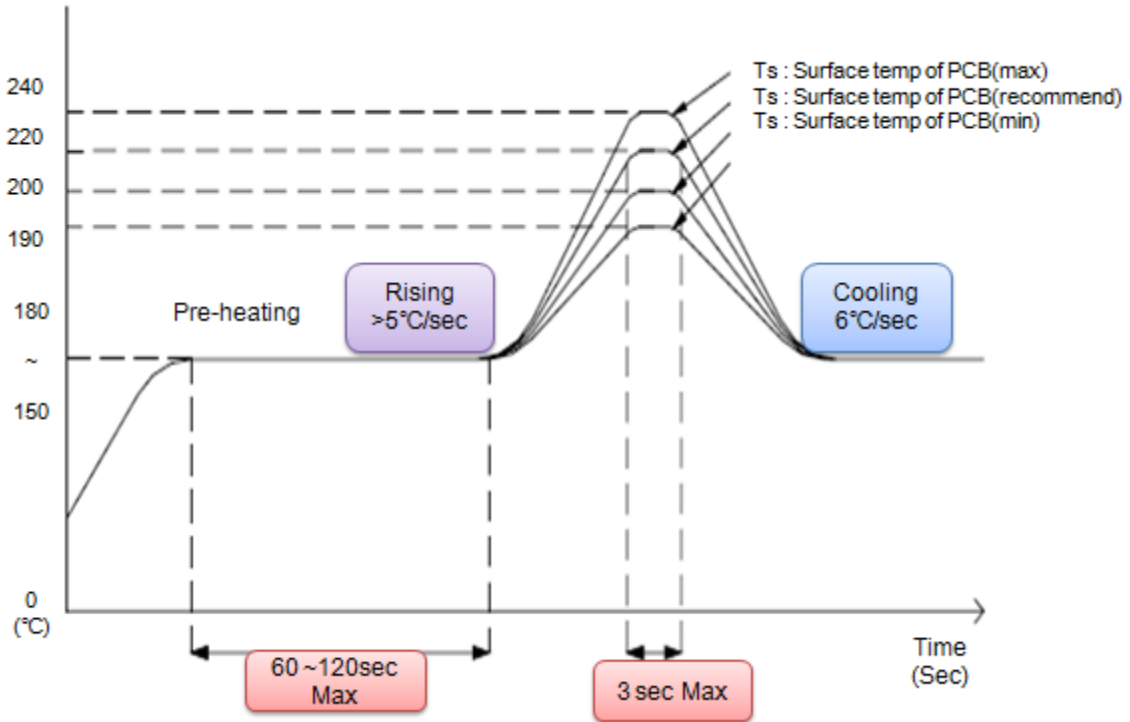 240
220
200
190
180
~
150
0
(℃)
Ts : Surface temp of PCB(max)
Ts : Surface temp of PCB(recommend)
Ts : Surface temp of PCB(min)
Pre-heating
Rising
>5℃/sec
Cooling
6℃/sec
60 ~120sec
Max
3 sec Max
Time
(Sec)